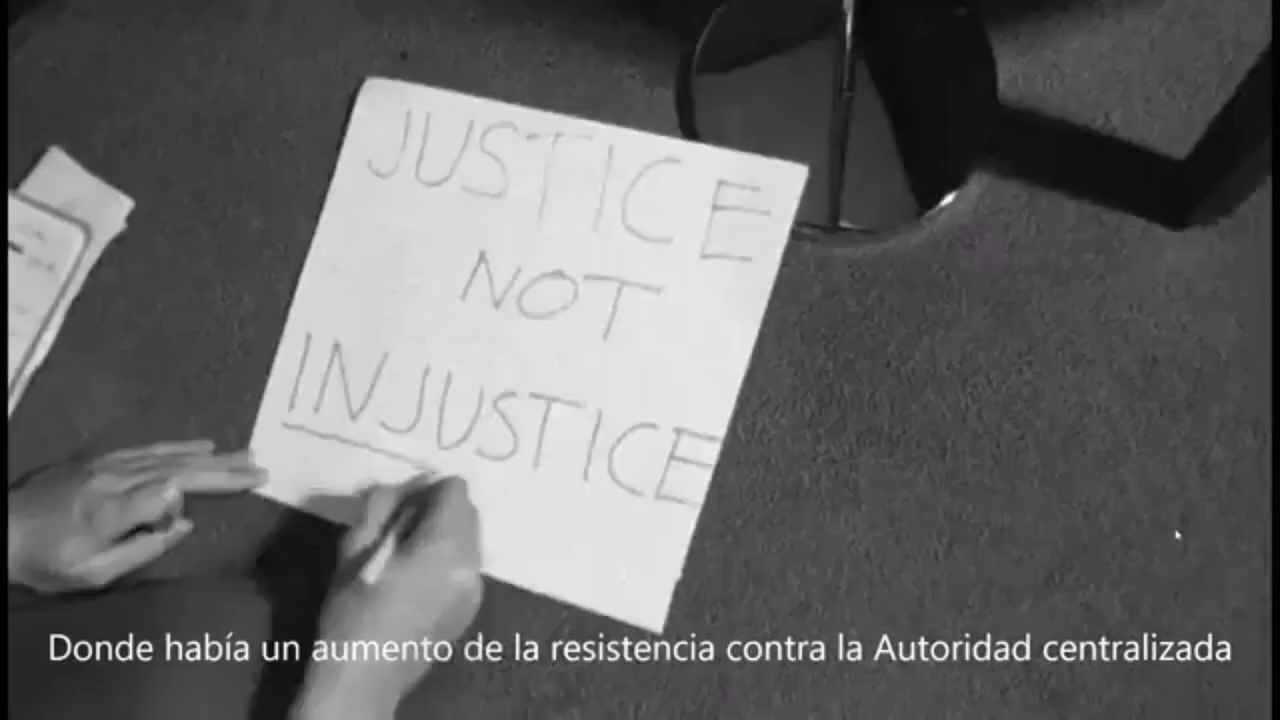 JUSTICE
NOT
INJUSTICE
Donde había un aumento de la resistencia contra la Autoridad centralizada